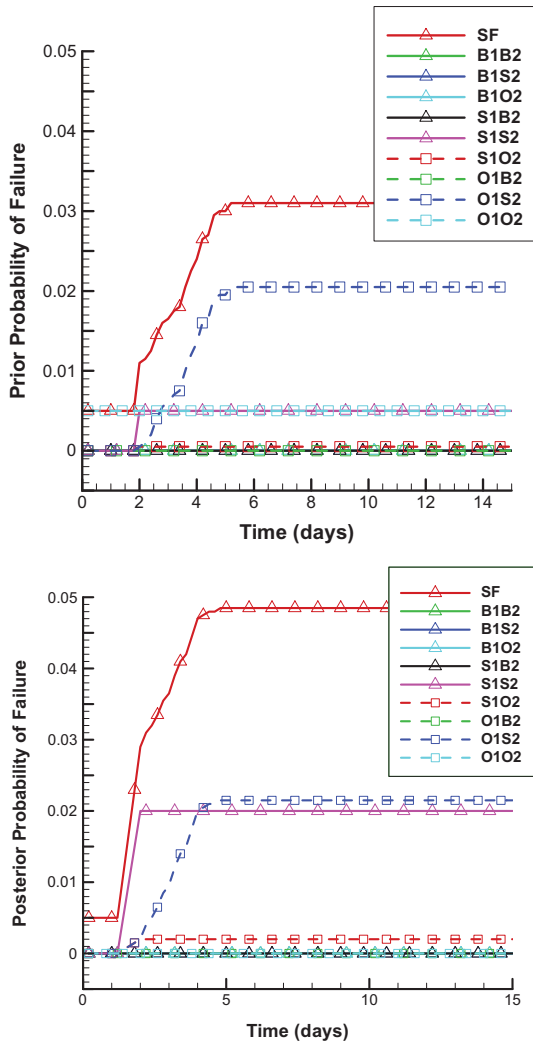 Prior Probability of Failure
0.05
0.04
0.03
0.02
0.01
0
0 2 4 6 8 10 12 14
Time (days)
SF
B1B2
B1S2
B1O2
S1B2
S1S2
S1O2
O1B2
O1S2
O1O2
Posterior Probability of Failure
0.05
0.04
0.03
0.02
0.01
0
0 5 10 15
Time (days)
SF
B1B2
B1S2
B1O2
S1B2
S1S2
S1O2
O1B2
O1S2
O1O2